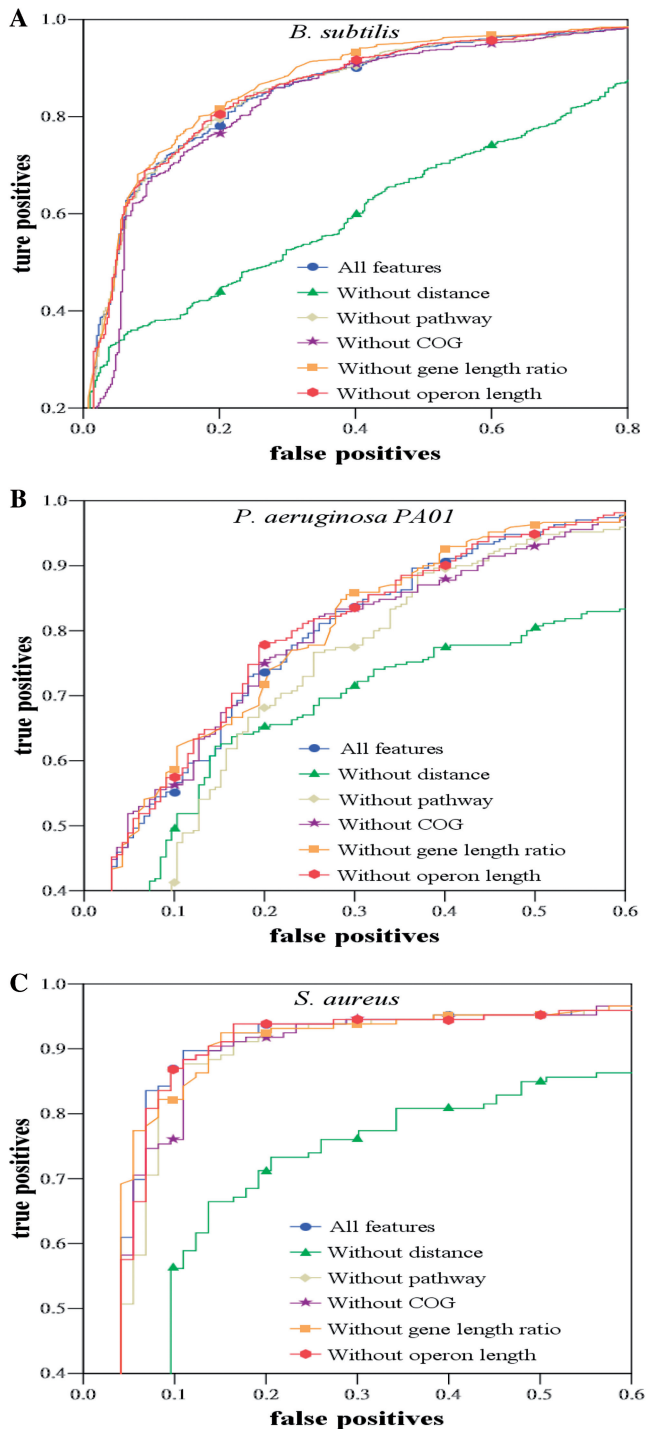 A
B. subtilis
1.0
0.8
0.6
0.4
0.2
ture positives
All features
Without distance
Without pathway
Without COG
Without gene length ratio
Without operon length
0.0 0.2 0.4 0.6 0.8
false positives
B
P. aeruginosa PA01
1.0
0.9
0.8
0.7
0.6
0.5
0.4
true positives
All features
Without distance
Without pathway
Without COG
Without gene length ratio
Without operon length
0.0 0.1 0.2 0.3 0.4 0.5 0.6
false positives
C
S. aureus
1.0
0.9
0.8
0.7
0.6
0.5
0.4
true positives
All features
Without distance
Without pathway
Without COG
Without gene length ratio
Without operon length
0.0 0.1 0.2 0.3 0.4 0.5 0.6
false positives